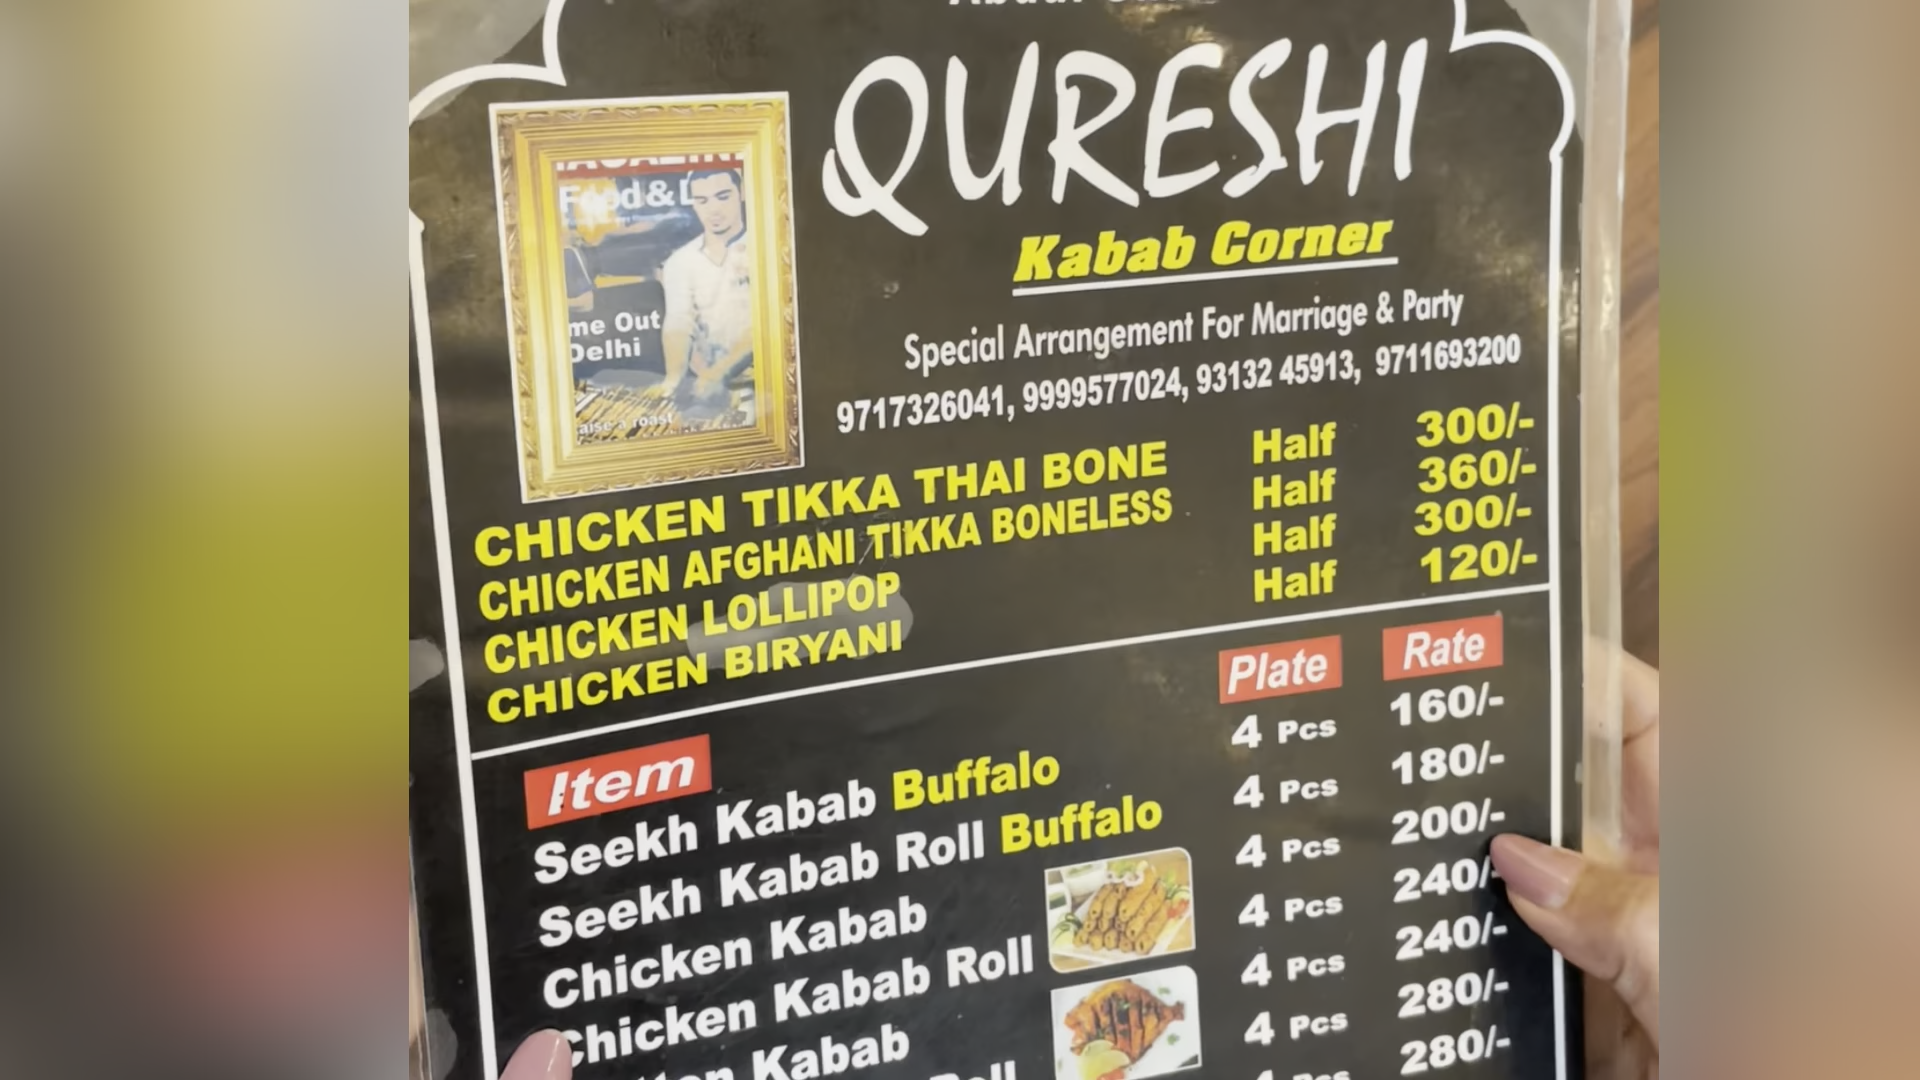 QURESHI
Kabab Corner
Special Arrangement For Marriage & Party
9717326041, 9999577024, 93132 45913, 9711693200
Food &
me Out
Delhi
aise a roast
CHICKEN TIKKA THAI BONE Half 300/-
CHICKEN AFGHANI TIKKA BONELESS Half 360/-
CHICKEN LOLLIPOP Half 300/-
CHICKEN BIRYANI Half 120/-
Item Plate Rate
Seekh Kabab Buffalo 4 Pcs 160/-
Seekh Kabab Roll Buffalo 4 Pcs 180/-
Chicken Kabab 4 Pcs 200/-
Chicken Kabab Roll 4 Pcs 240/-
Kabab 4 Pcs 240/-
Roll 4 Pcs 280/-
4 Pcs 280/-